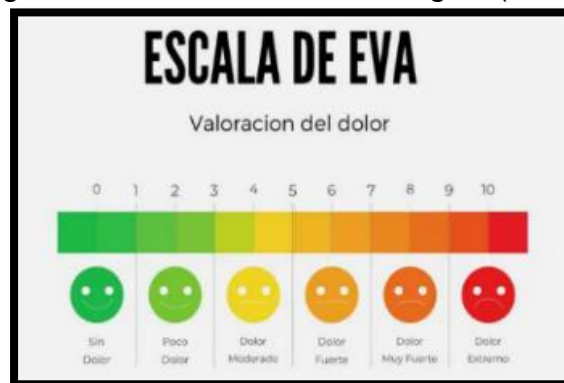 ESCALA DE EVA
Valoracion del dolor
0 1 2 3 4 5 6 7 8 9 10
Sin Poco Dolor Dolor Dolor Dolor
Dolor Dolor Moderado Fuerte Muy Fuerte Extremo